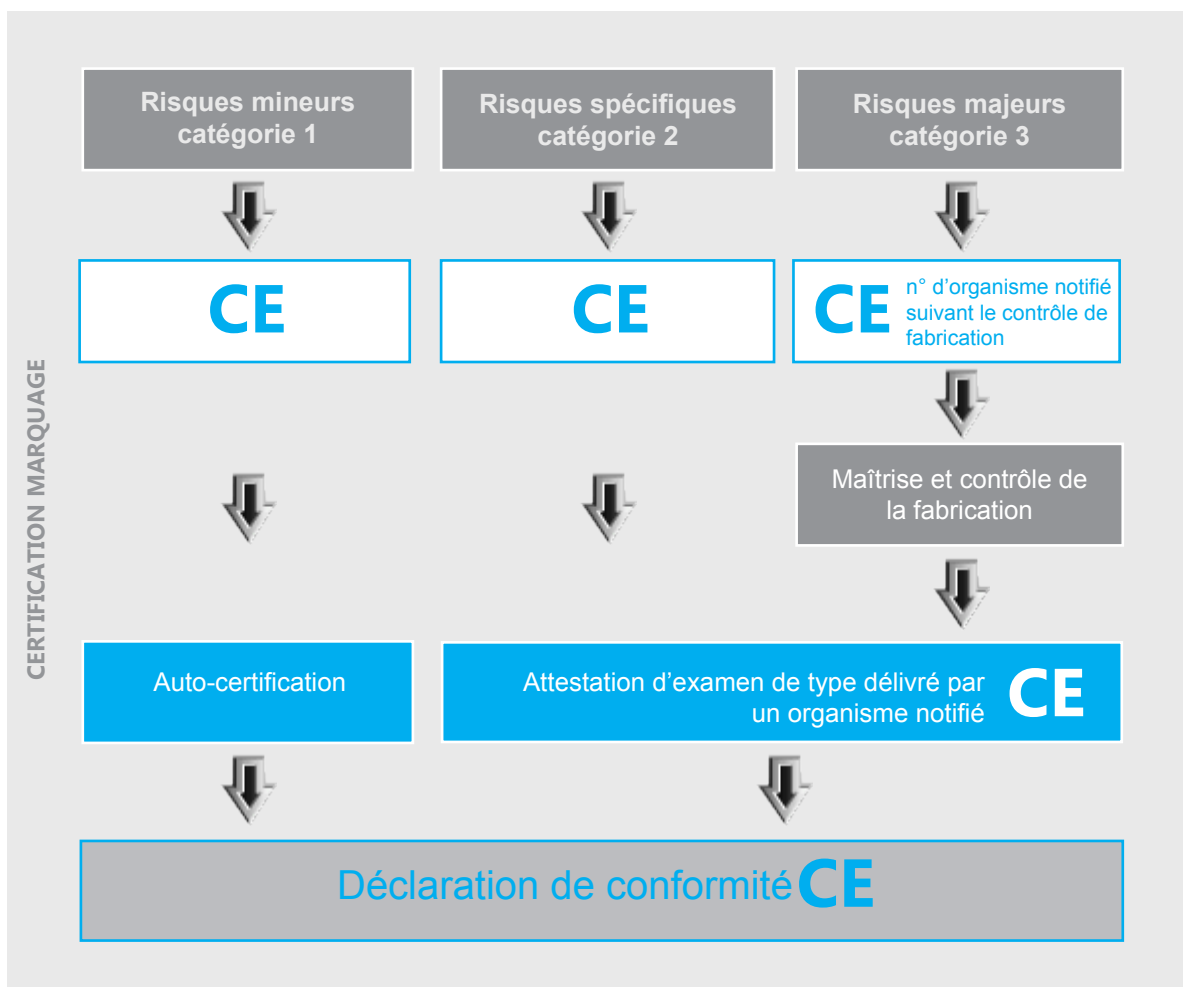 Risques mineurs
catégorie 1
Risques spécifiques
catégorie 2
Risques majeurs
catégorie 3
CE
CE
CE
n° d'organisme notifié
suivant le contrôle de
fabrication
CERTIFICATION MARQUAGE
Maîtrise et contrôle de
la fabrication
Auto-certification
Attestation d'examen de type délivré par
un organisme notifié
CE
Déclaration de conformité CE